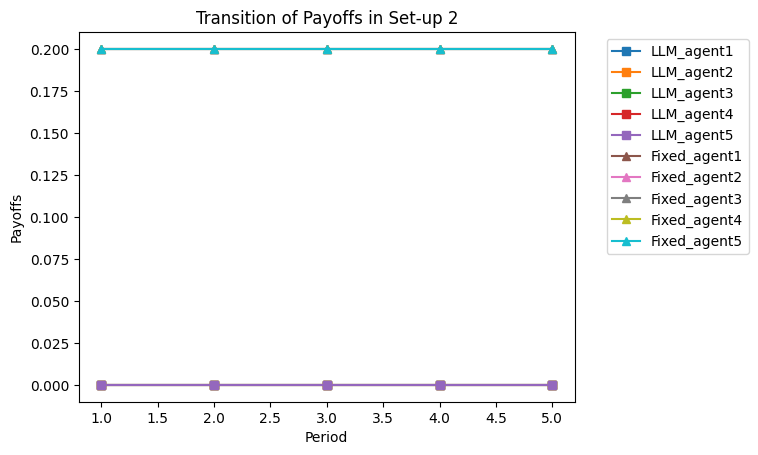 Transition of Payoffs in Set-up 2
0.200
0.175
0.150
0.125
0.100
0.075
0.050
0.025
0.000
Payoffs
1.0 1.5 2.0 2.5 3.0 3.5 4.0 4.5 5.0
Period
LLM_agent1
LLM_agent2
LLM_agent3
LLM_agent4
LLM_agent5
Fixed_agent1
Fixed_agent2
Fixed_agent3
Fixed_agent4
Fixed_agent5